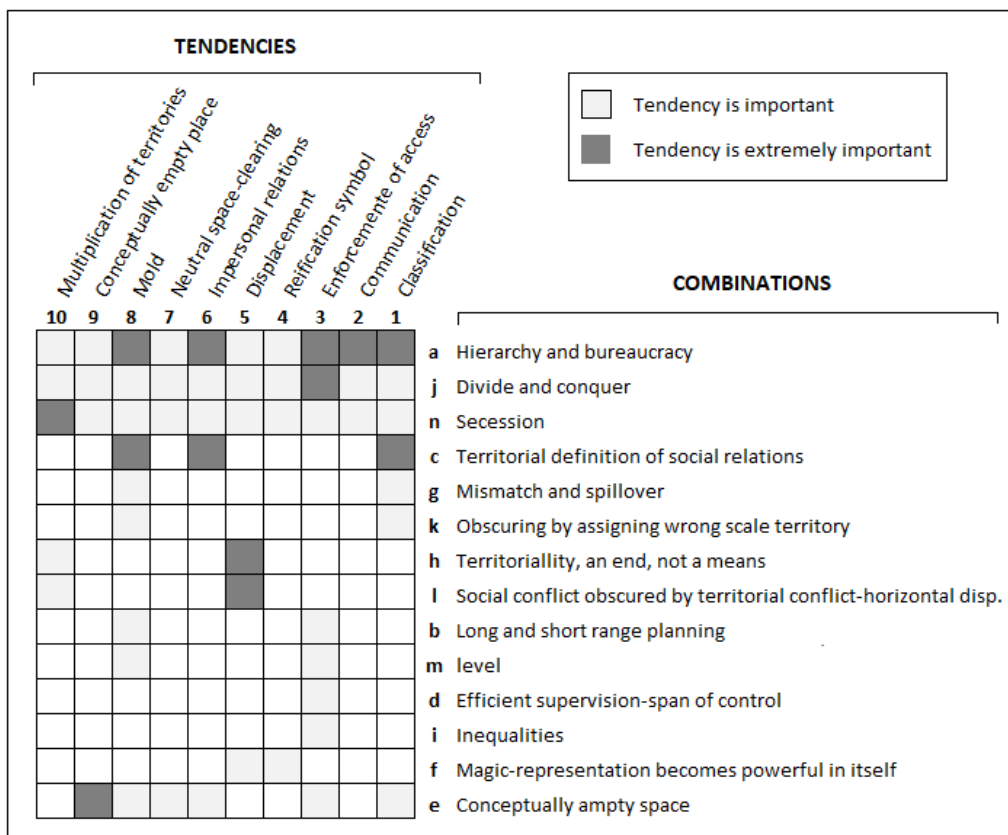 TENDENCIES
Tendency is important
Tendency is extremely important
Multiplication of territories
Conceptually empty place
Mold
Neutral space-clearing
Impersonal relations
Displacement
Reification symbol
Enforcemente of access
Communication
Classification
COMBINATIONS
10 9 8 7 6 5 4 3 2 1
a Hierarchy and bureaucracy
j Divide and conquer
n Secession
c Territorial definition of social relations
g Mismatch and spillover
k Obscuring by assigning wrong scale territory
h Territoriallity, an end, not a means
l Social conflict obscured by territorial conflict-horizontal disp.
b Long and short range planning
m level
d Efficient supervision-span of control
i Inequalities
f Magic-representation becomes powerful in itself
e Conceptually ampty space